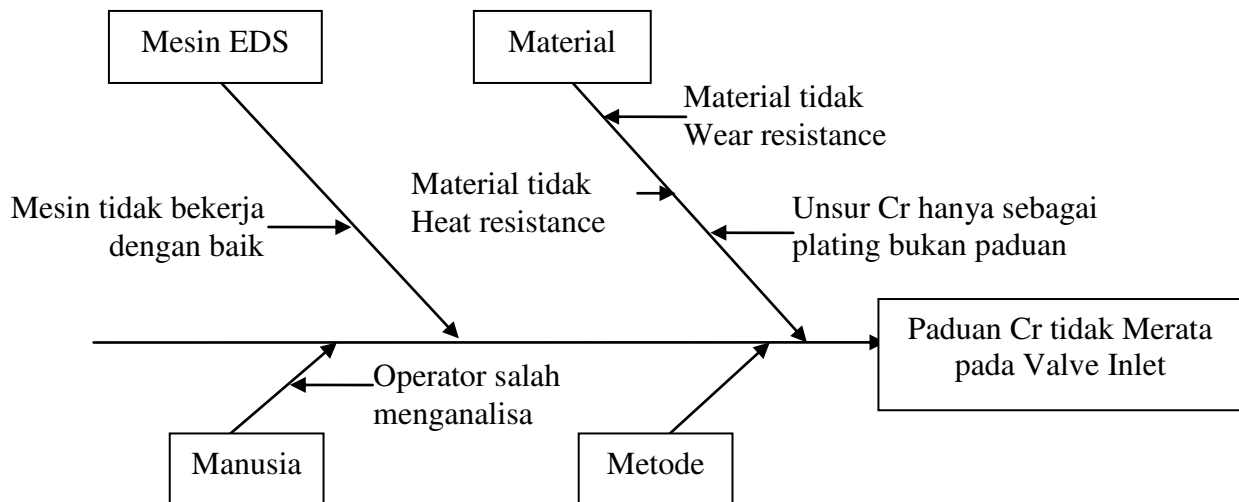 Mesin EDS
Material
Material tidak
Wear resistance
Material tidak
Heat resistance
Mesin tidak bekerja
dengan baik
Unsur Cr hanya sebagai
plating bukan paduan
Paduan Cr tidak Merata
pada Valve Inlet
Operator salah
menganalisa
Manusia
Metode